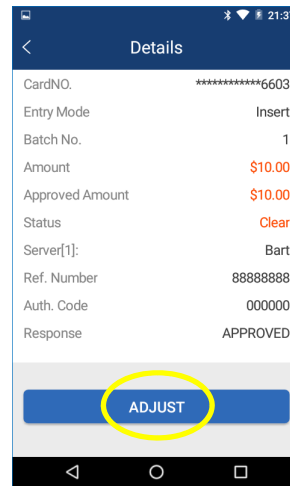 21:37
Details
CardNO. ************6603
Entry Mode Insert
Batch No. 1
Amount $10.00
Approved Amount $10.00
Status Clear
Server[1]: Bart
Ref. Number 88888888
Auth. Code 000000
Response APPROVED
ADJUST